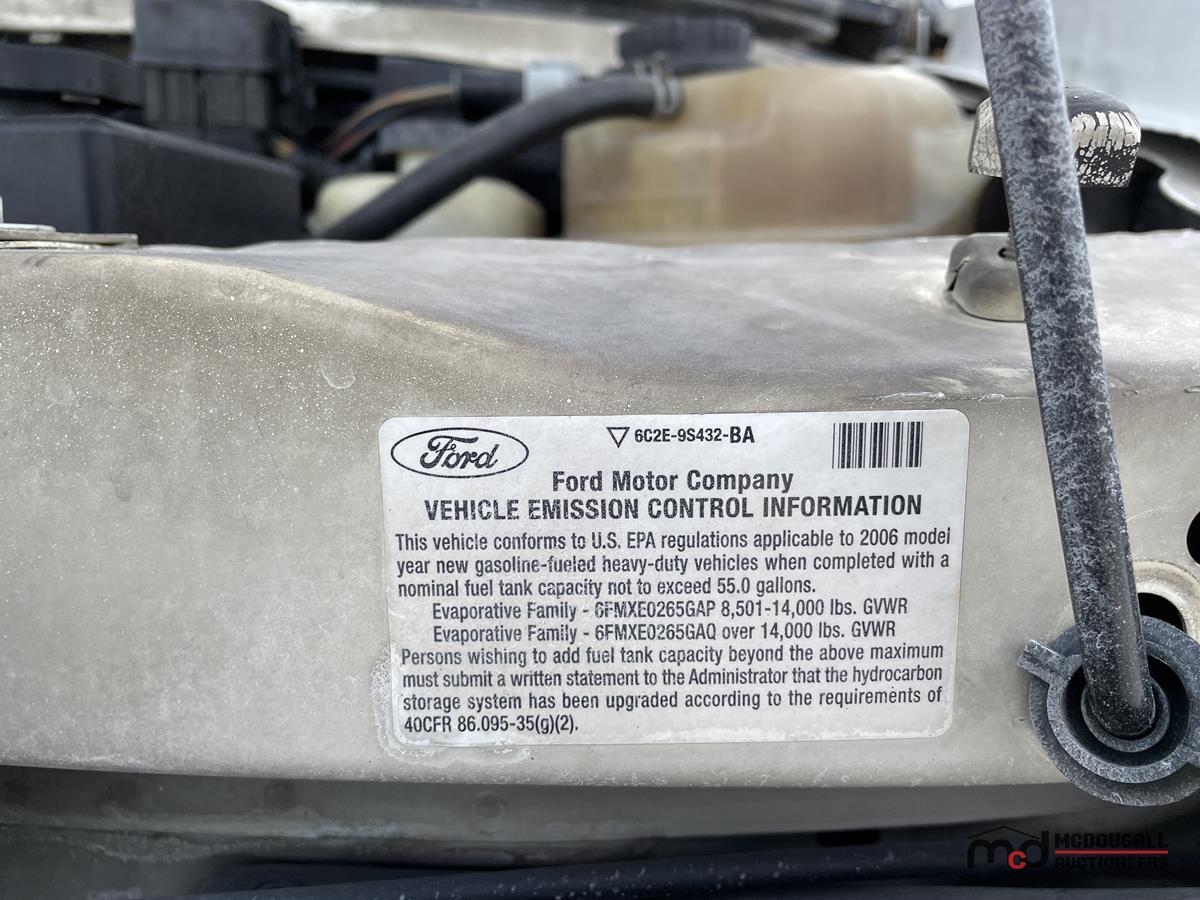 Ford
6C2E-9S432-BA
Ford Motor Company
VEHICLE EMISSION CONTROL INFORMATION
This vehicle conforms to U.S. EPA regulations applicable to 2006 model
year new gasoline-fueled heavy-duty vehicles when completed with a
nominal fuel tank capacity not to exceed 55.0 gallons.
Evaporative Family - 6FMXE0265GAP 8,501-14,000 lbs. GVWR
Evaporative Family - 6FMXE0265GAQ over 14,000 lbs. GVWR
Persons wishing to add fuel tank capacity beyond the above maximum
must submit a written statement to the Administrator that the hydrocarbon
storage system has been upgraded according to the requirements of
40CFR 86.095-35(g)(2).
mcd MCDOUGALL
AUCTIONEERS